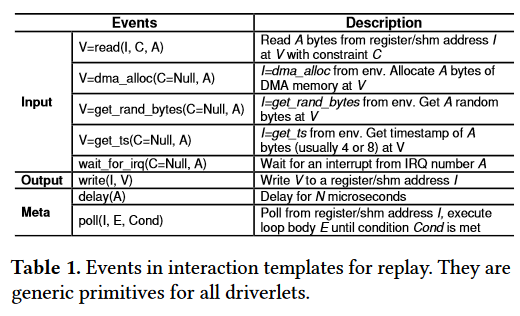 Events Description
Input
V=read(I, C, A) Read A bytes from register/shm address I
at V with constraint C
V=dma_alloc(C=Null, A) I=dma_alloc from env. Allocate A bytes of
DMA memory at V
V=get_rand_bytes(C=Null, A) I=get_rand_bytes from env. Get A random
bytes at V
V=get_ts(C=Null, A) I=get_ts from env. Get timestamp of A
bytes (usually 4 or 8) at V
wait_for_irq(C=Null, A) Wait for an interrupt from IRQ number A
Output write(I, V) Write V to a register/shm address I
Meta
delay(A) Delay for N microseconds
poll(I, E, Cond) Poll from register/shm address I, execute
loop body E until condition Cond is met
Table 1. Events in interaction templates for replay. They are
generic primitives for all driverlets.